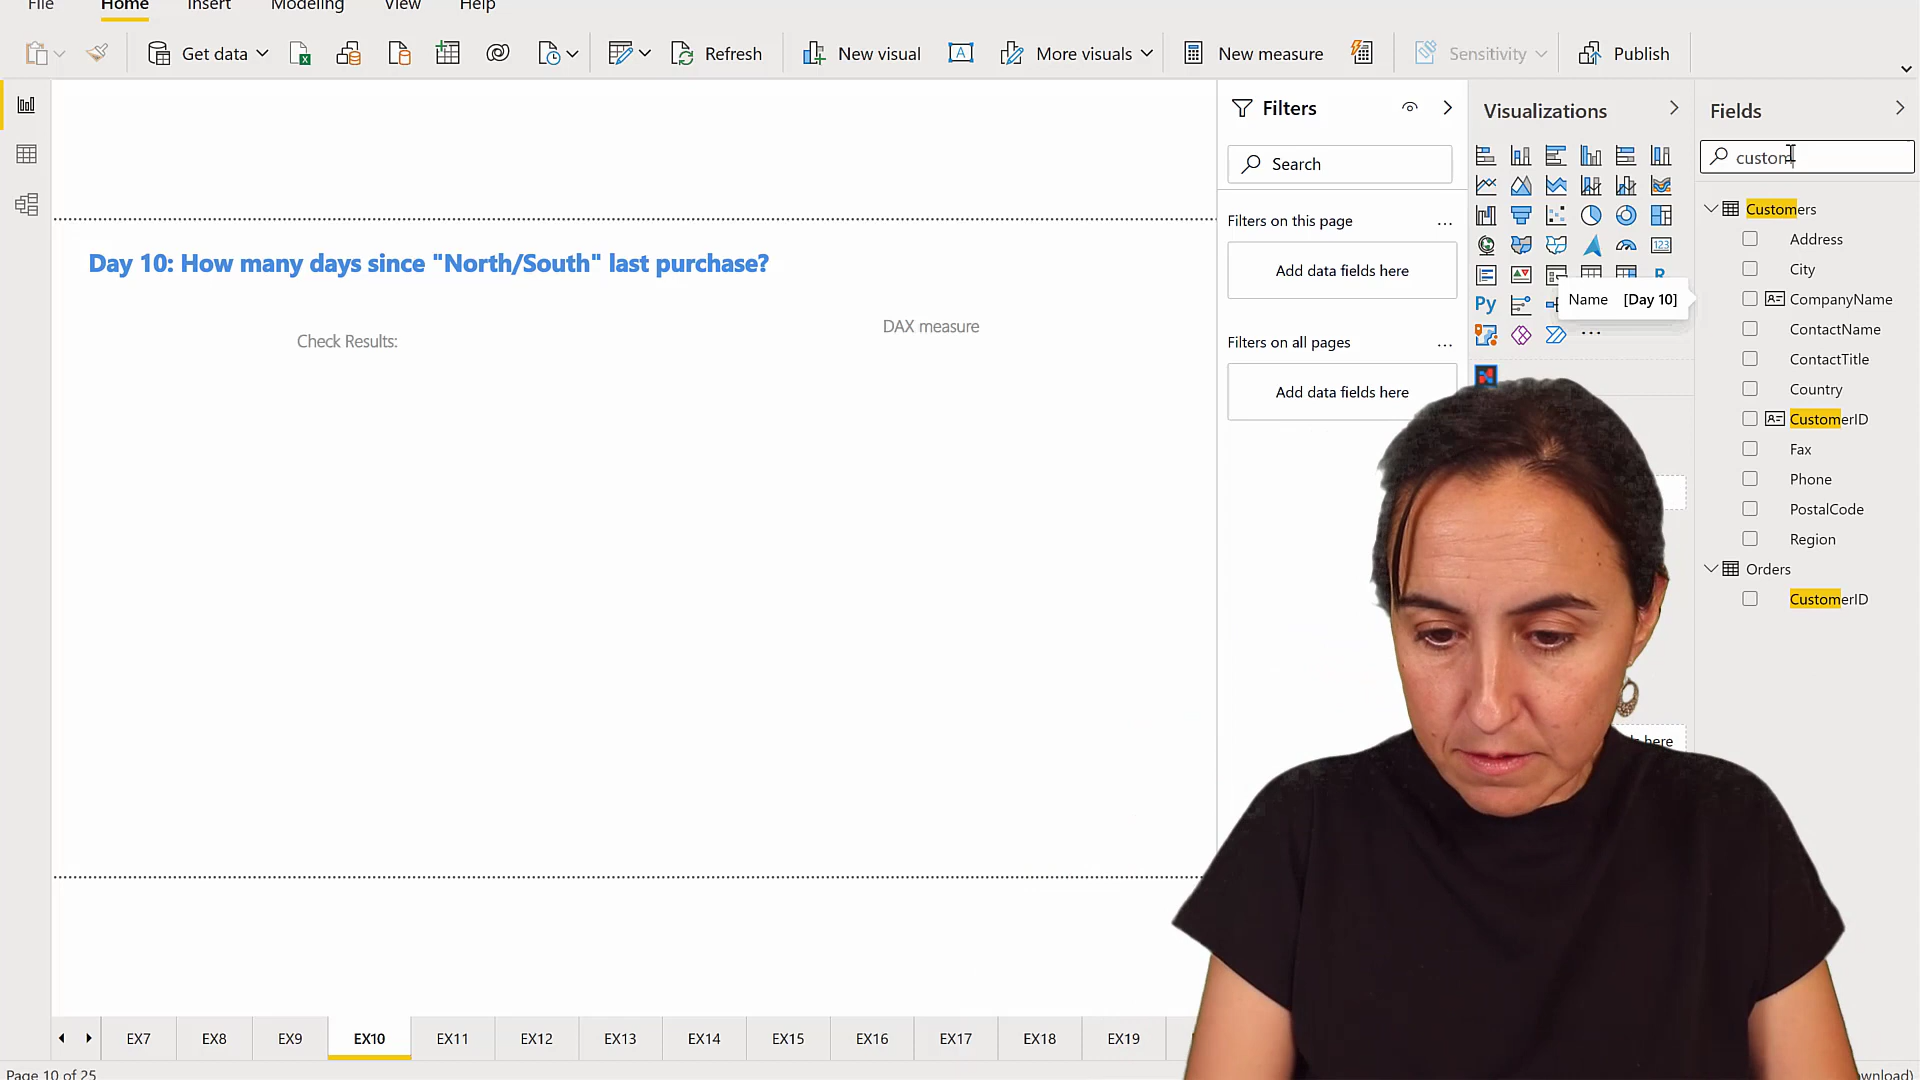 File Home Insert Modeling View Help
Get data Refresh New visual More visuals New measure Sensitivity Publish
Filters
Search
Filters on this page ...
Add data fields here
Filters on all pages ...
Add data fields here
Visualizations
123
R
Py
...
Name [Day 10]
here
Fields
custom
Customers
Address
City
CompanyName
ContactName
ContactTitle
Country
CustomerID
Fax
Phone
PostalCode
Region
Orders
CustomerID
Day 10: How many days since "North/South" last purchase?
Check Results:
DAX measure
EX7 EX8 EX9 EX10 EX11 EX12 EX13 EX14 EX15 EX16 EX17 EX18 EX19
Page 10 of 25